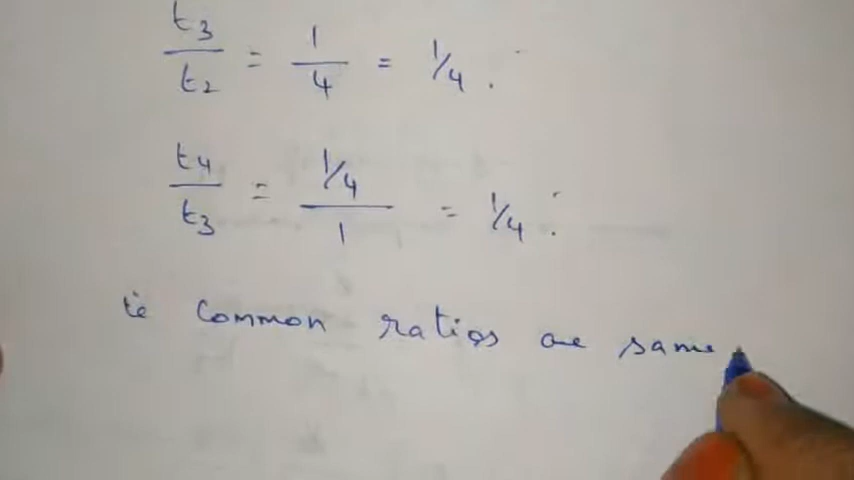 t3/t2 = 1/4 = 1/4.
t4/t3 = 1/4/1 = 1/4.
ie common ratios are same